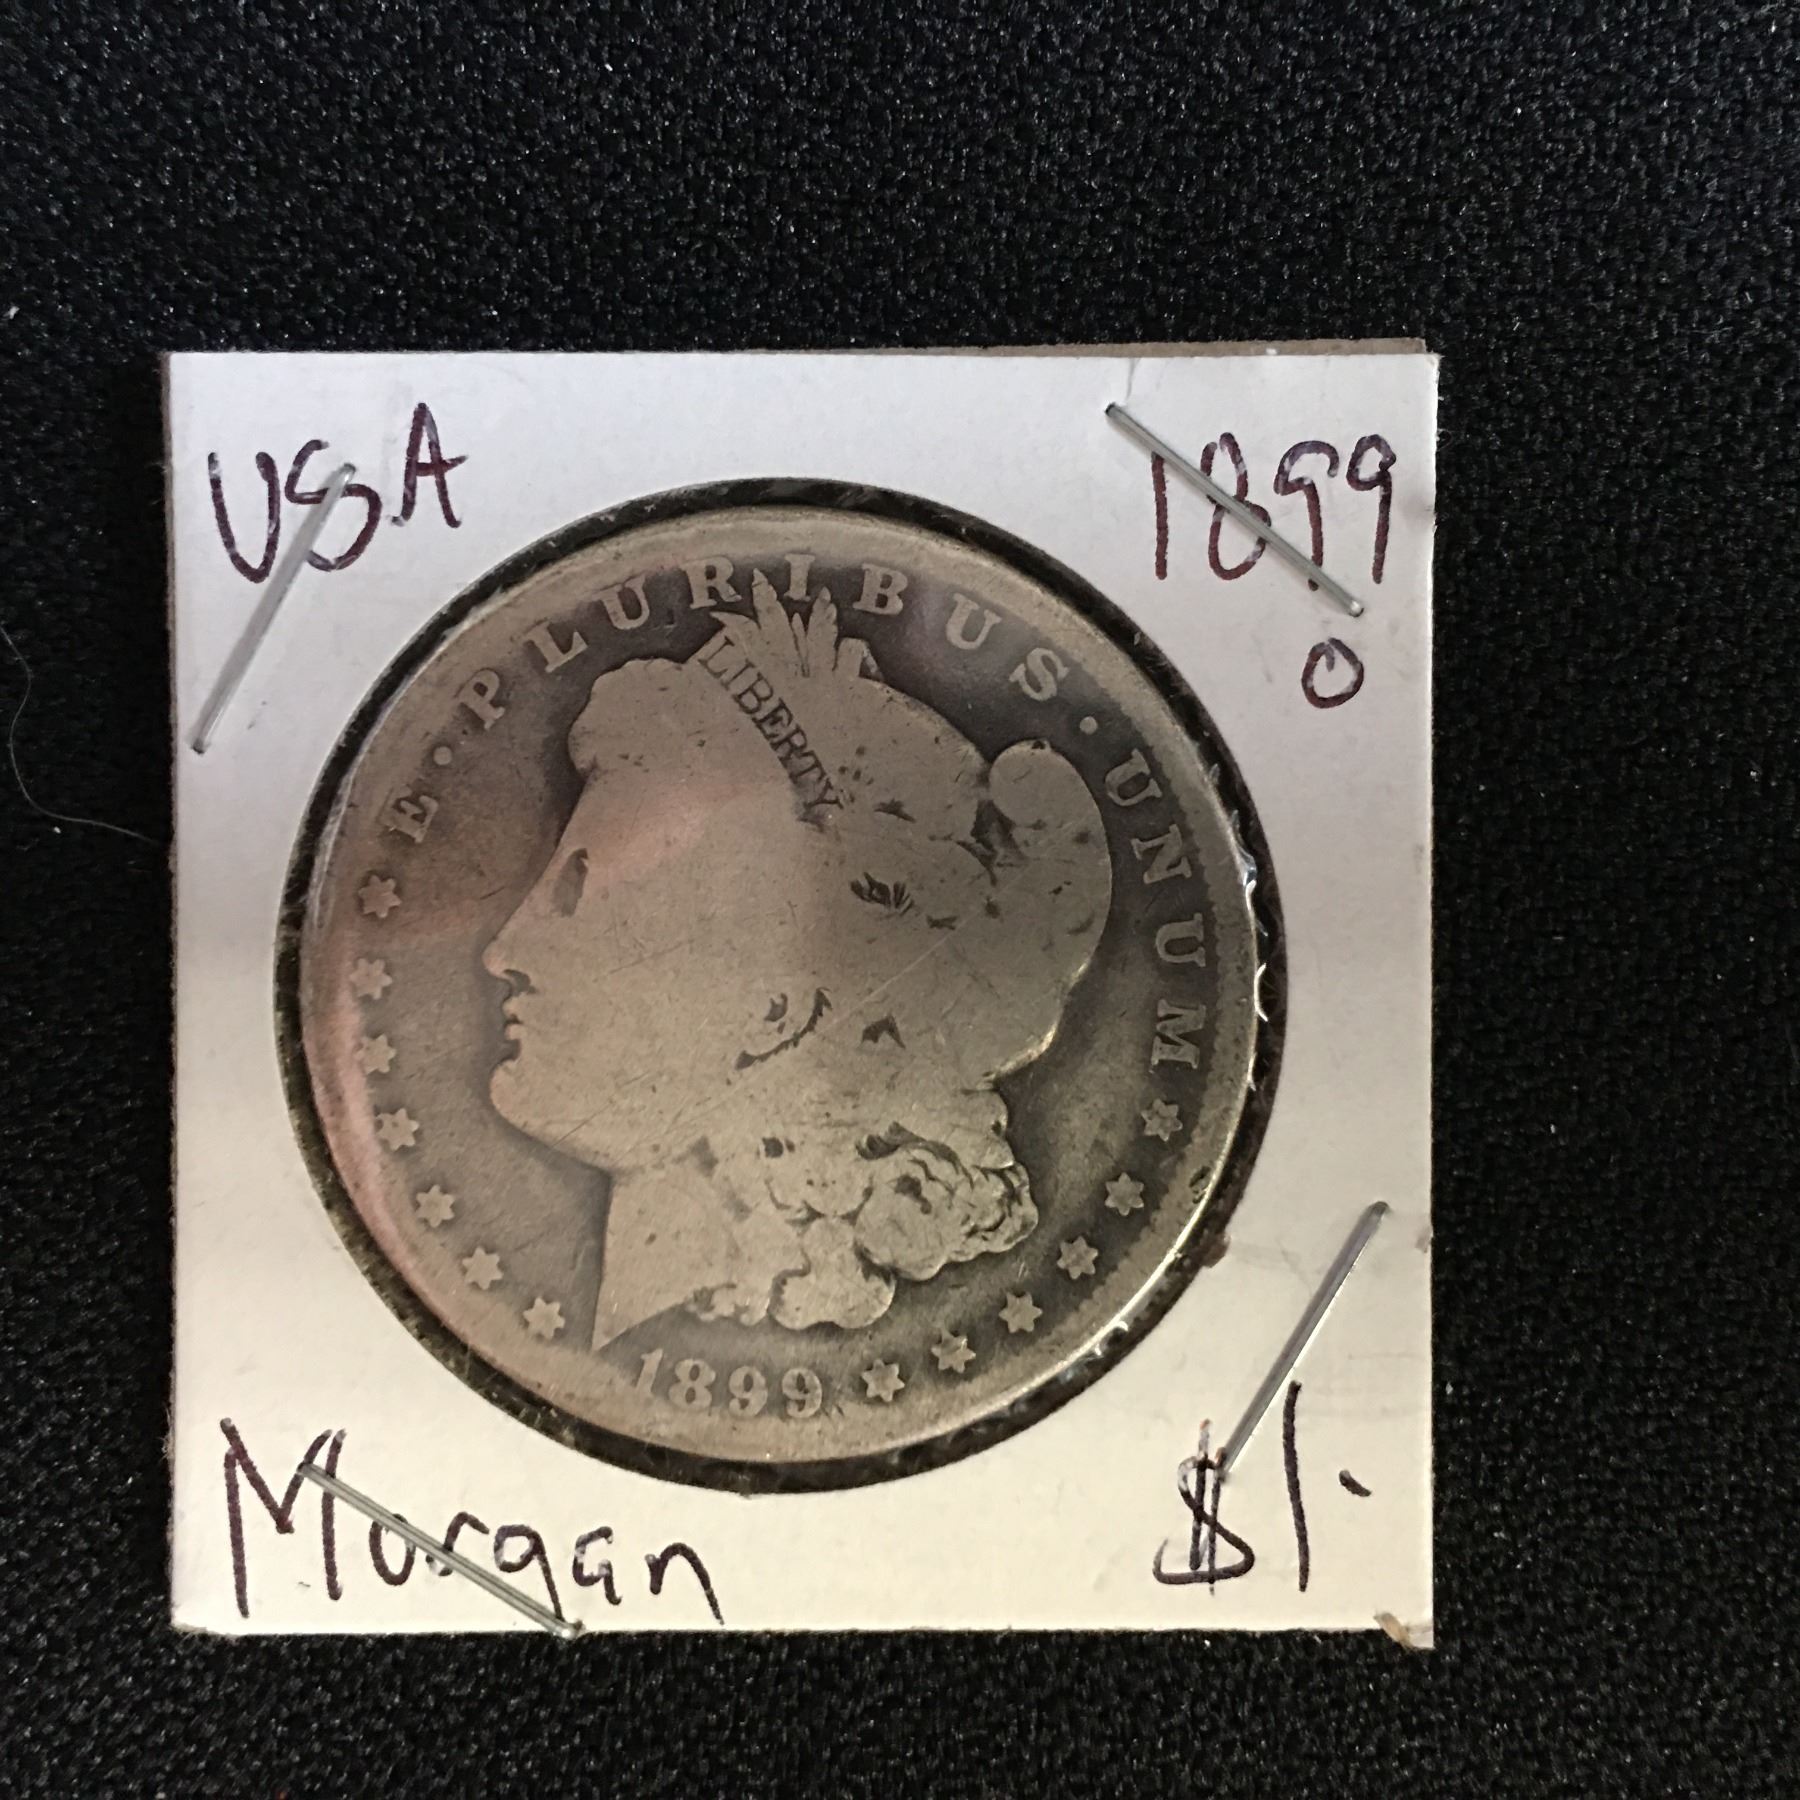 USA
1899
O
E · PLURIBUS · UNUM
LIBERTY
1899
Morgan
$1.